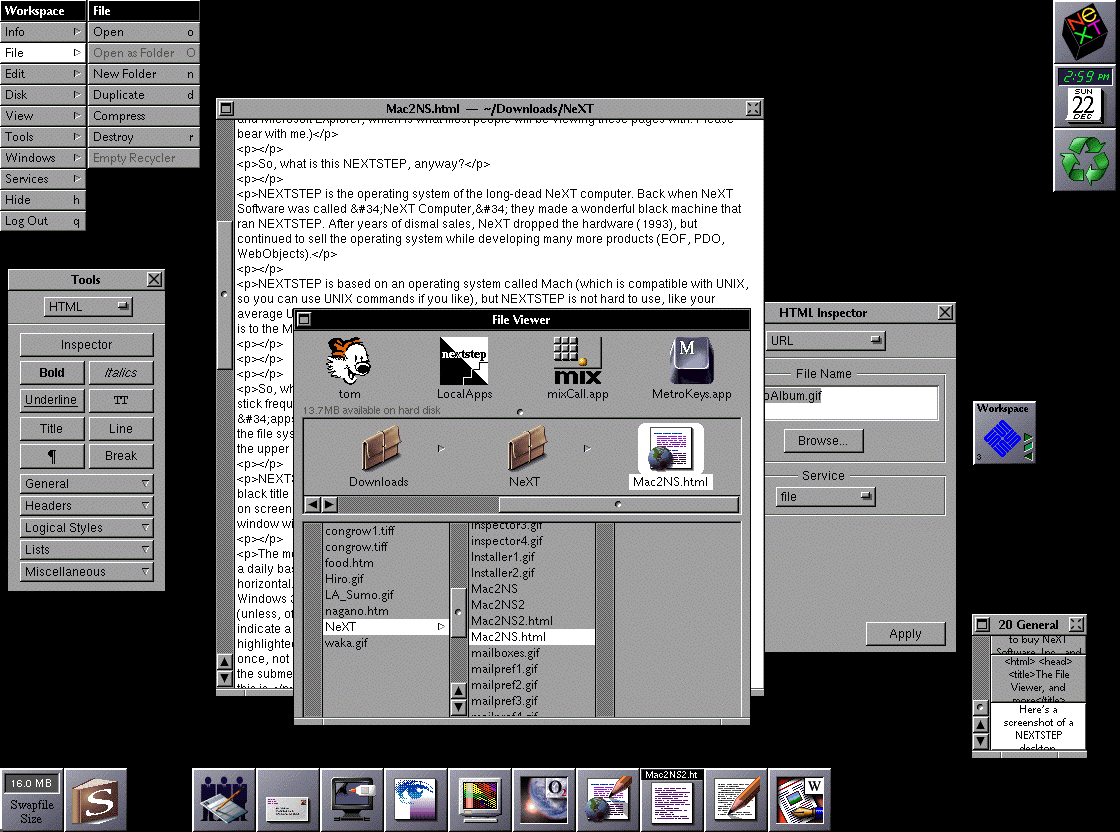 Workspace
Info
File
Edit
Disk
View
Tools
Windows
Services
Hide h
Log Out q
File
Open o
Open as Folder O
New Folder n
Duplicate d
Compress
Destroy r
Empty Recycler
NeXT
2:59 PM
SUN
22
DEC
Mac2NS.html — ~/Downloads/NeXT
and Microsoft Explorer, which is what most people will be viewing these pages with. Please
bear with me.)</p>
<p></p>
<p>So, what is this NEXTSTEP, anyway?</p>
<p></p>
<p>NEXTSTEP is the operating system of the long-dead NeXT computer. Back when NeXT
Software was called &#34;NeXT Computer,&#34; they made a wonderful black machine that
ran NEXTSTEP. After years of dismal sales, NeXT dropped the hardware (1993), but
continued to sell the operating system while developing many more products (EOF, PDO,
WebObjects).</p>
<p></p>
<p>NEXTSTEP is based on an operating system called Mach (which is compatible with UNIX,
so you can use UNIX commands if you like), but NEXTSTEP is not hard to use, like your
average U
is to the M
<p></p>
<p></p>
<p></p>
<p>So, wh
stick freque
&#34;apps
the file sys
the upper
<p></p>
<p>NEXTS
black title
on screen
window wi
<p></p>
<p>The mo
a daily bas
horizontal.
Windows 3
(unless, of
indicate a
highlighted
once, not
the subme
this is.</p>
Tools
HTML
Inspector
Bold Italics
Underline TT
Title Line
¶ Break
General
Headers
Logical Styles
Lists
Miscellaneous
File Viewer
nextstep
mix
M
tom LocalApps mixCall.app MetroKeys.app
13.7MB available on hard disk
Downloads NeXT Mac2NS.html
congrow1.tiff
congrow.tiff
food.htm
Hiro.gif
LA_Sumo.gif
nagano.htm
NeXT
waka.gif
inspector3.gif
inspector4.gif
Installer1.gif
Installer2.gif
Mac2NS
Mac2NS2
Mac2NS2.html
Mac2NS.html
mailboxes.gif
mailpref1.gif
mailpref2.gif
mailpref3.gif
mailpref4.gif
HTML Inspector
URL
File Name
oAlbum.gif
Browse...
Service
file
Apply
Workspace
3
20 General
to buy NeXT
Software, Inc., and
<html> <head>
<title>The File
Viewer, and
more</title>
Here's a
screenshot of a
NEXTSTEP
desktop
16.0 MB
Swapfile
Size
S
O
Mac2NS2.ht
W